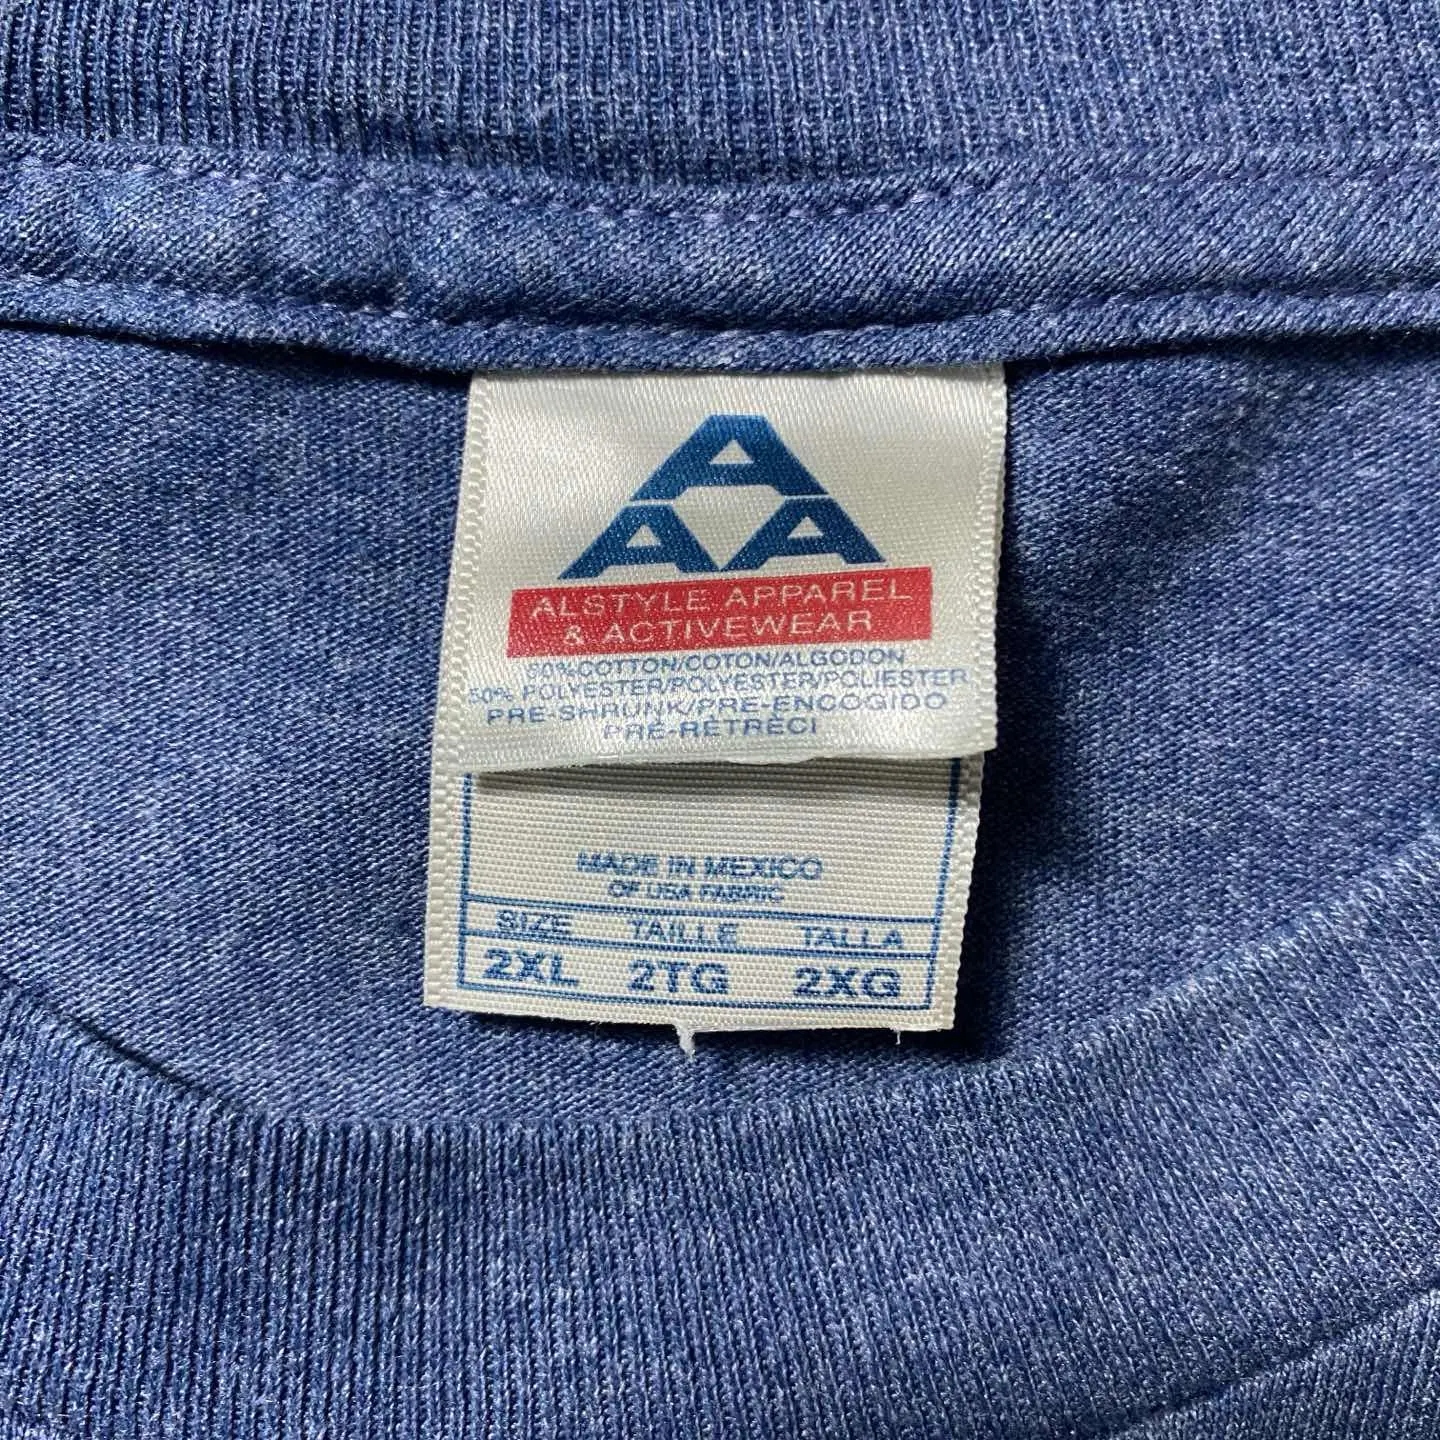 A
A A
ALSTYLE APPAREL
& ACTIVEWEAR
50%COTTON/COTON/ALGODON
50% POLYESTER/POLYESTER/POLIESTER
PRE-SHRUNK/PRE-ENCOGIDO
PRÉ-RÉTRÉCI
MADE IN MEXICO
OF USA FABRIC
SIZE TAILLE TALLA
2XL 2TG 2XG